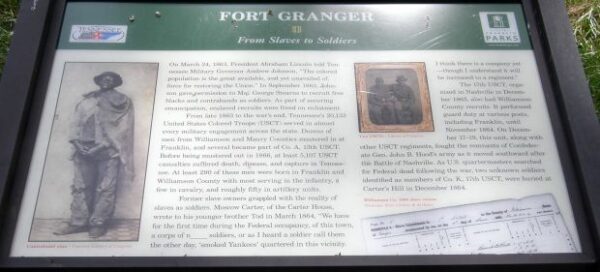 TENNESSEE
FORT GRANGER
II
From Slaves to Soldiers
PARKS
On March 24, 1863, President Abraham Lincoln told Ten-
nessee Military Governor Andrew Johnson, "The colored
population is the great available, and yet unavailed of,
force for restoring the Union." In September 1863, John-
son gave permission to Maj. George Stearns to recruit free
blacks and contrabands as soldiers. As part of securing
emancipation, enslaved recruits were freed on enlistment.
From late 1863 to the war's end, Tennessee's 20,133
United States Colored Troops (USCT) served in almost
every military engagement across the state. Dozens of
men from Williamson and Maury Counties mustered in at
Franklin, and several became part of Co. A, 13th USCT.
Before being mustered out in 1866, at least 5,107 USCT
casualties suffered death, disease, and capture in Tennes-
see. At least 290 of these men were born in Franklin and
Williamson County with most serving in the infantry, a
few in cavalry, and roughly fifty in artillery units.
Former slave owners grappled with the reality of
slaves as soldiers. Moscow Carter, of the Carter House,
wrote to his younger brother Tod in March 1864, "We have
for the first time during the Federal occupancy, of this town,
a corps of n____ soldiers, or as I heard a soldier call them
the other day, 'smoked Yankees' quartered in this vicinity.
I think there is a company yet
—though I understand it will
be increased to a regiment."
The 17th USCT, organ-
ized in Nashville in Decem-
ber 1863, also had Williamson
County recruits. It performed
guard duty at various posts,
including Franklin, until
November 1864. On Decem-
ber 17–19, this unit, along with
other USCT regiments, fought the remnants of Confeder-
ate Gen. John B. Hood's army as it moved southward after
the Battle of Nashville. As U.S. quartermasters searched
for Federal dead following the war, two unknown soldiers
identified as members of Co. K, 17th USCT, were buried at
Carter's Hill in December 1864.